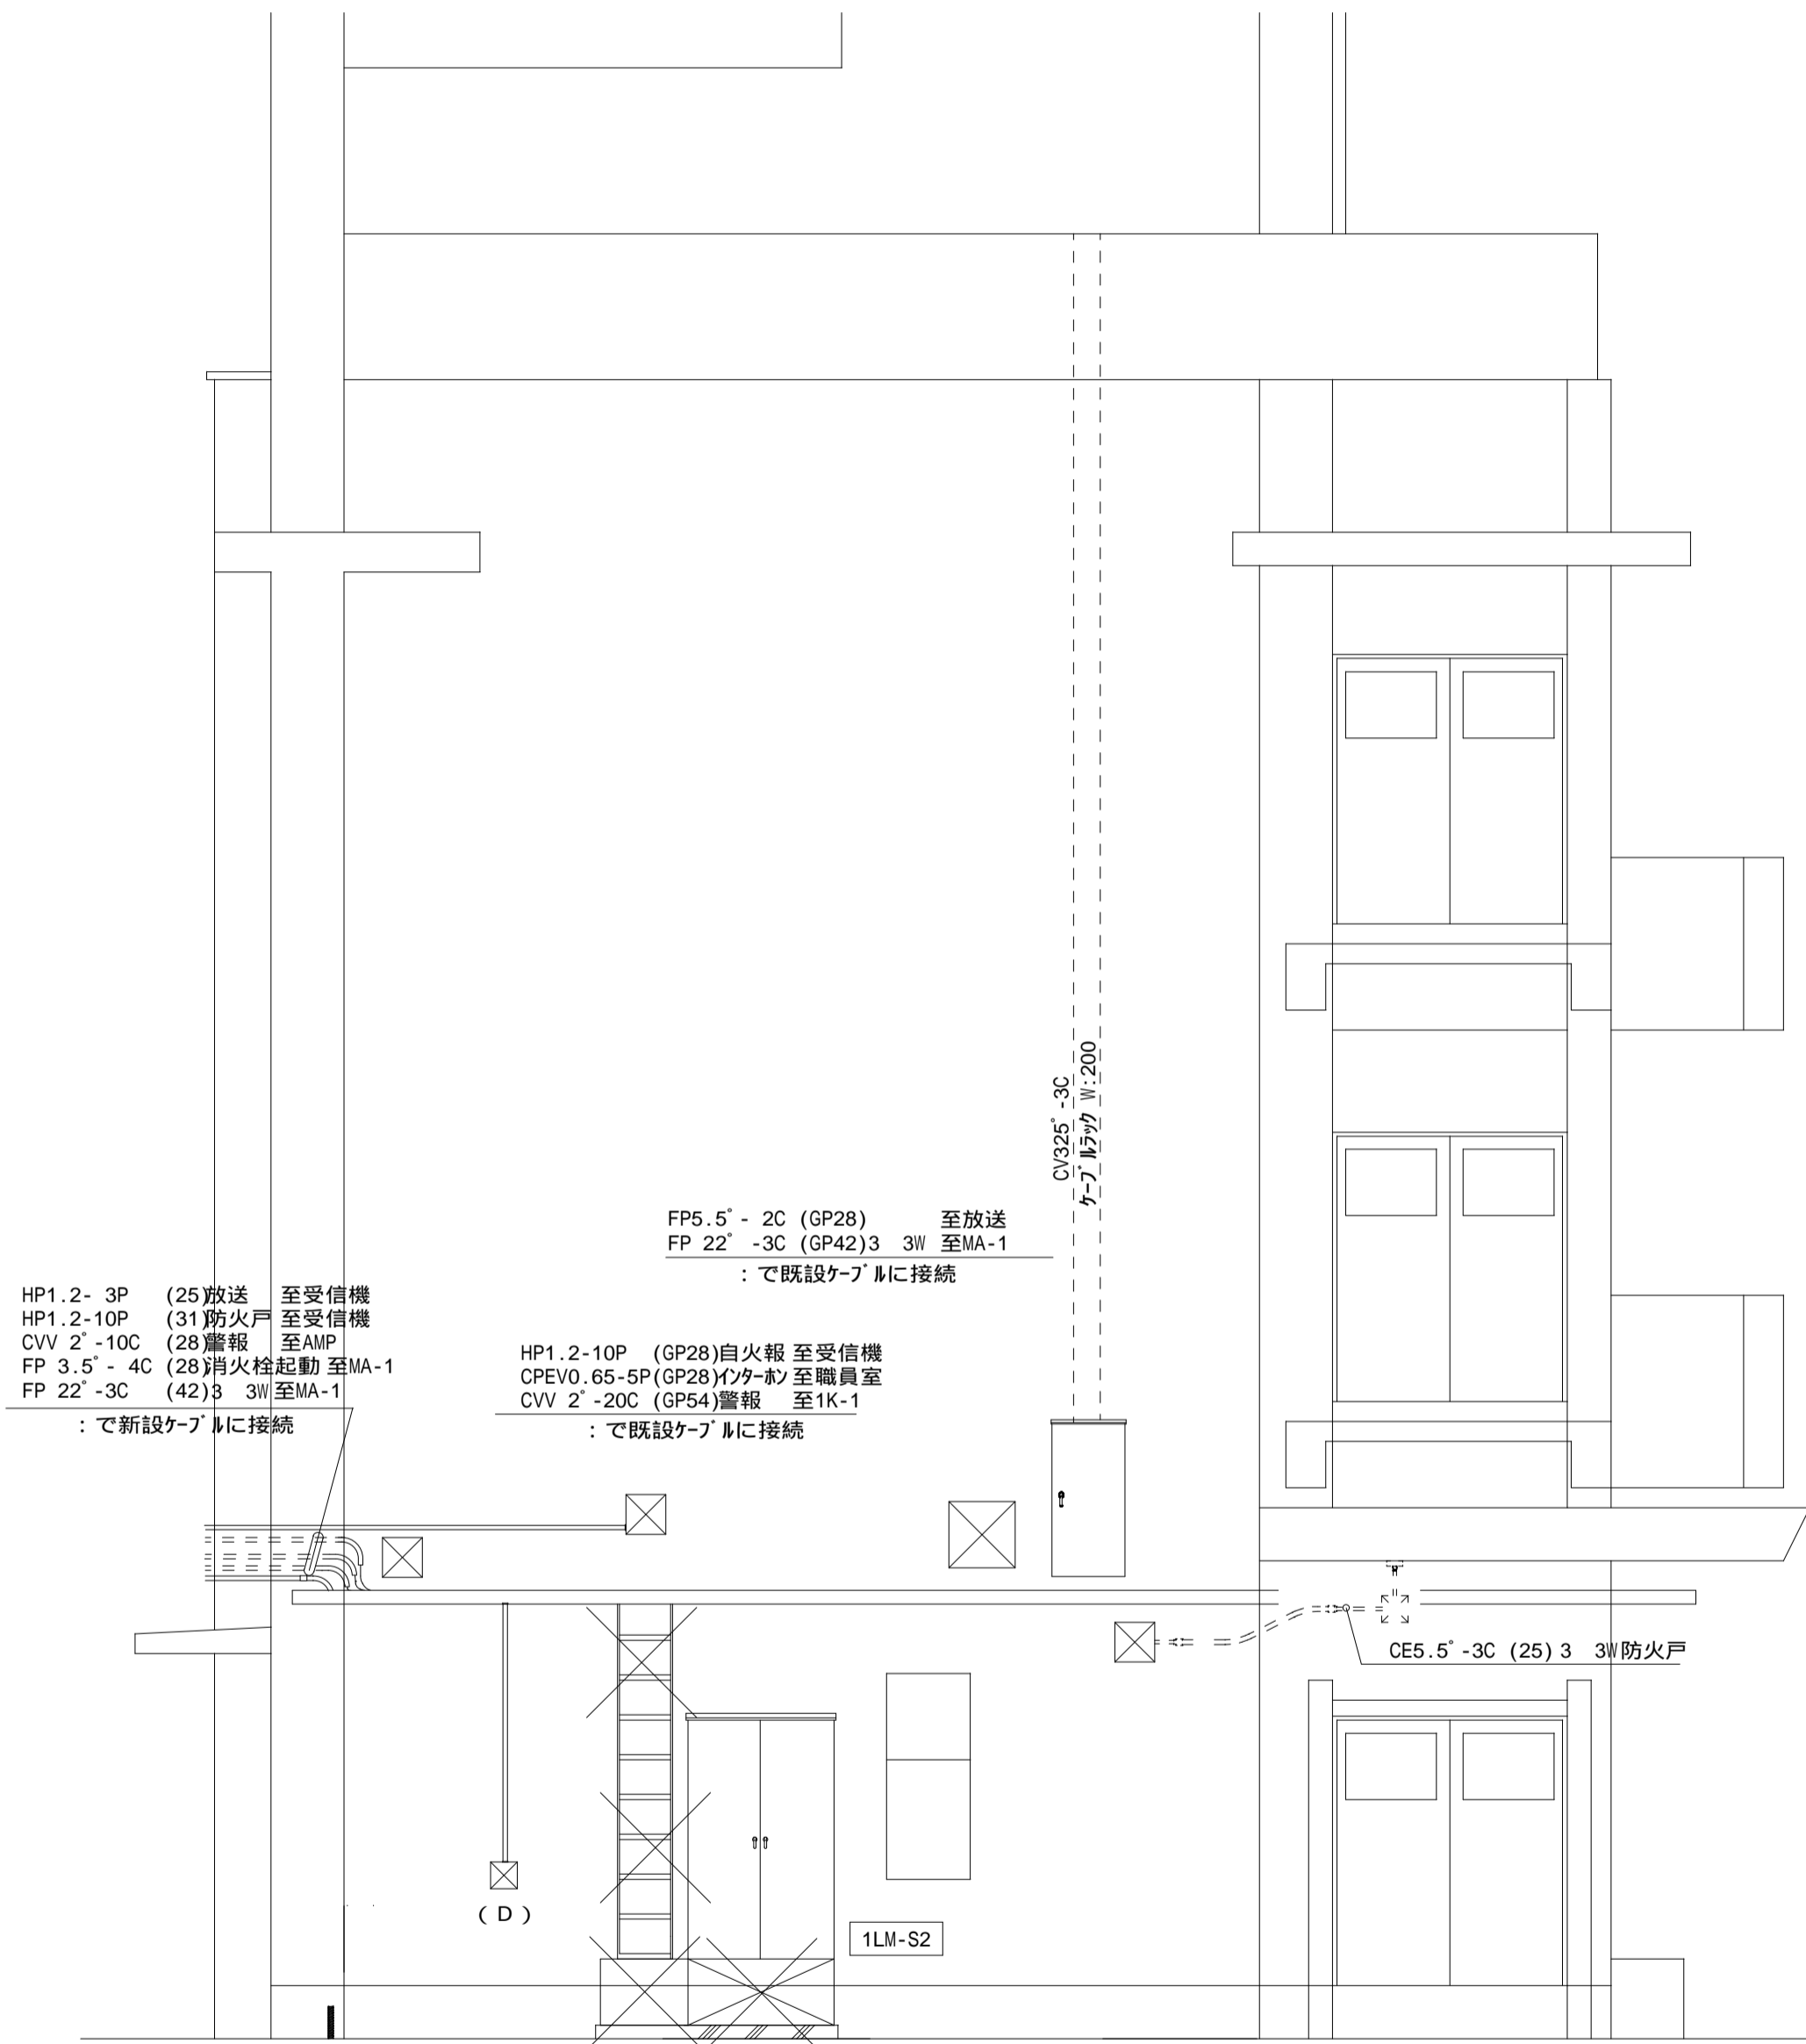 CV325゜-3C
ケーブルラック W:200
FP5.5゜- 2C (GP28) 至放送
FP 22゜ -3C (GP42)3 3W 至MA-1
：で既設ケーブルに接続
HP1.2- 3P (25)放送 至受信機
HP1.2-10P (31)防火戸 至受信機
CVV 2゜-10C (28)警報 至AMP
FP 3.5゜- 4C (28)消火栓起動 至MA-1
FP 22゜-3C (42)3 3W 至MA-1
：で新設ケーブルに接続
HP1.2-10P (GP28)自火報 至受信機
CPEV0.65-5P(GP28)インターホン 至職員室
CVV 2゜-20C (GP54)警報 至1K-1
：で既設ケーブルに接続
CE5.5゜-3C (25) 3 3W 防火戸
(D)
1LM-S2